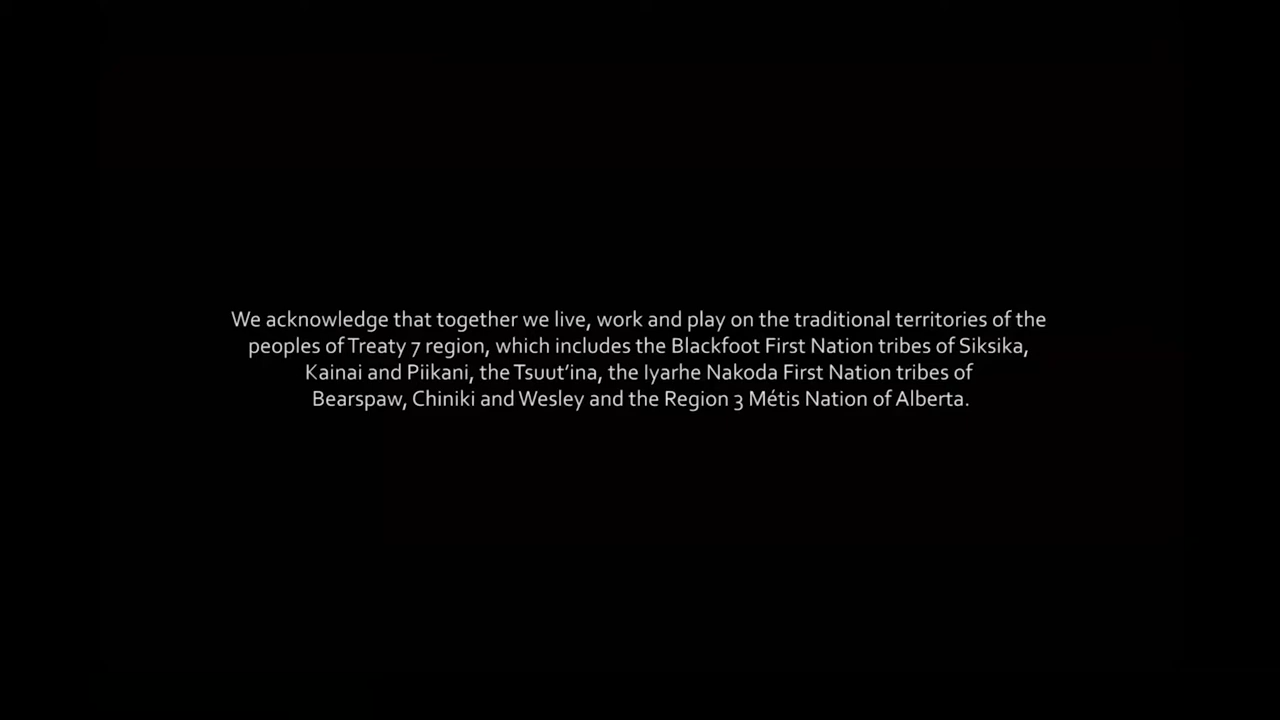 We acknowledge that together we live, work and play on the traditional territories of the
peoples of Treaty 7 region, which includes the Blackfoot First Nation tribes of Siksika,
Kainai and Piikani, the Tsuut’ina, the Iyarhe Nakoda First Nation tribes of
Bearspaw, Chiniki and Wesley and the Region 3 Métis Nation of Alberta.